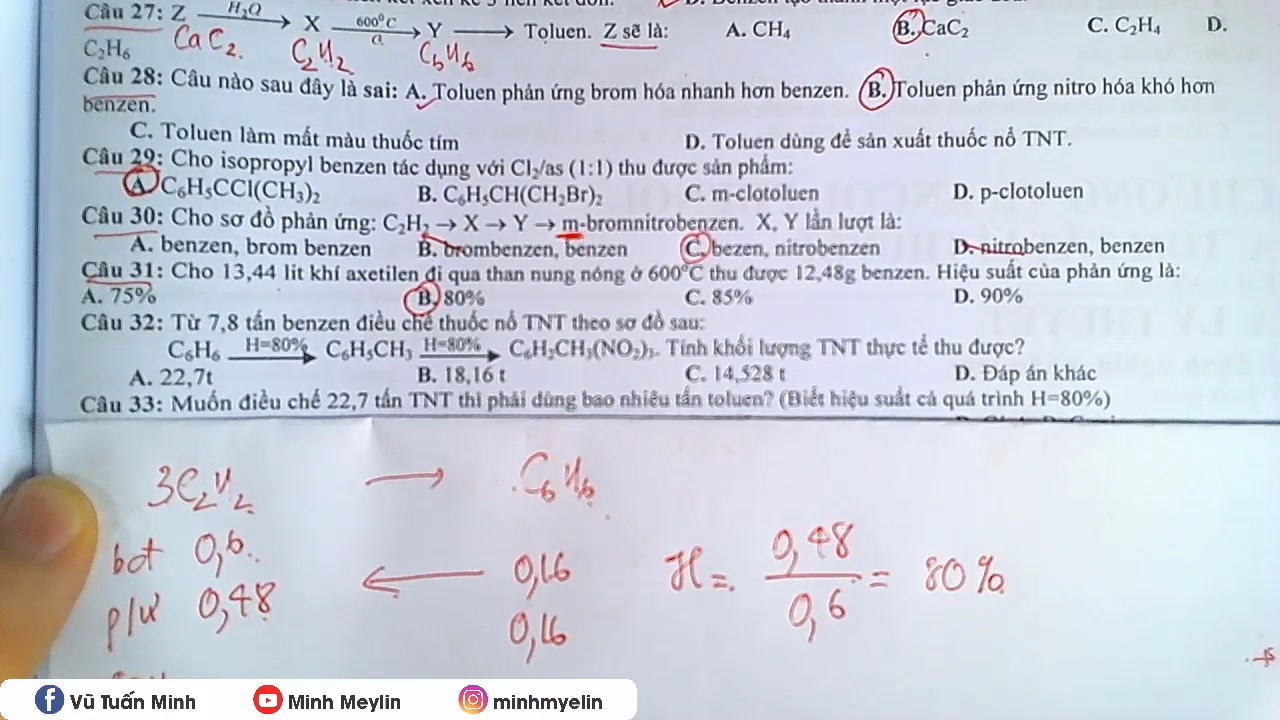 Câu 27: Z —H₂O→ X —600⁰C→ Y ⟶ Toluen. Z sẽ là: A. CH₄ B. CaC₂ C. C₂H₄ D.
C₂H₆
CaC₂. C₂H₂ C₆H₆
Câu 28: Câu nào sau đây là sai: A. Toluen phản ứng brom hóa nhanh hơn benzen. B. Toluen phản ứng nitro hóa khó hơn
benzen.
C. Toluen làm mất màu thuốc tím D. Toluen dùng để sản xuất thuốc nổ TNT.
Câu 29: Cho isopropyl benzen tác dụng với Cl₂/as (1:1) thu được sản phẩm:
A. C₆H₅CCl(CH₃)₂ B. C₆H₅CH(CH₂Br)₂ C. m-clotoluen D. p-clotoluen
Câu 30: Cho sơ đồ phản ứng: C₂H₂ → X → Y → m-bromnitrobenzen. X, Y lần lượt là:
A. benzen, brom benzen B. brombenzen, benzen C. bezen, nitrobenzen D. nitrobenzen, benzen
Câu 31: Cho 13,44 lit khí axetilen đi qua than nung nóng ở 600⁰C thu được 12,48g benzen. Hiệu suất của phản ứng là:
A. 75% B. 80% C. 85% D. 90%
Câu 32: Từ 7,8 tấn benzen điều chế thuốc nổ TNT theo sơ đồ sau:
C₆H₆ —H=80%→ C₆H₅CH₃ —H=80%→ C₆H₂CH₃(NO₂)₃. Tính khối lượng TNT thực tế thu được?
A. 22,7t B. 18,16 t C. 14,528 t D. Đáp án khác
Câu 33: Muốn điều chế 22,7 tấn TNT thì phải dùng bao nhiêu tấn toluen? (Biết hiệu suất cả quá trình H=80%)
3C₂H₂ ⟶ C₆H₆
bđ 0,6. 0,16 H = 0,48/0,6 = 80%
p/ư 0,48 0,16
Vũ Tuấn Minh Minh Meylin minhmyelin